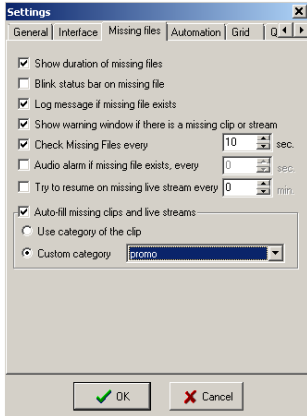 Settings
General Interface Missing files Automation Grid Q
Show duration of missing files
Blink status bar on missing file
Log message if missing file exists
Show warning window if there is a missing clip or stream
Check Missing Files every 10 sec.
Audio alarm if missing file exists, every 0 sec.
Try to resume on missing live stream every 0 min.
Auto-fill missing clips and live streams
Use category of the clip
Custom category promo
OK Cancel